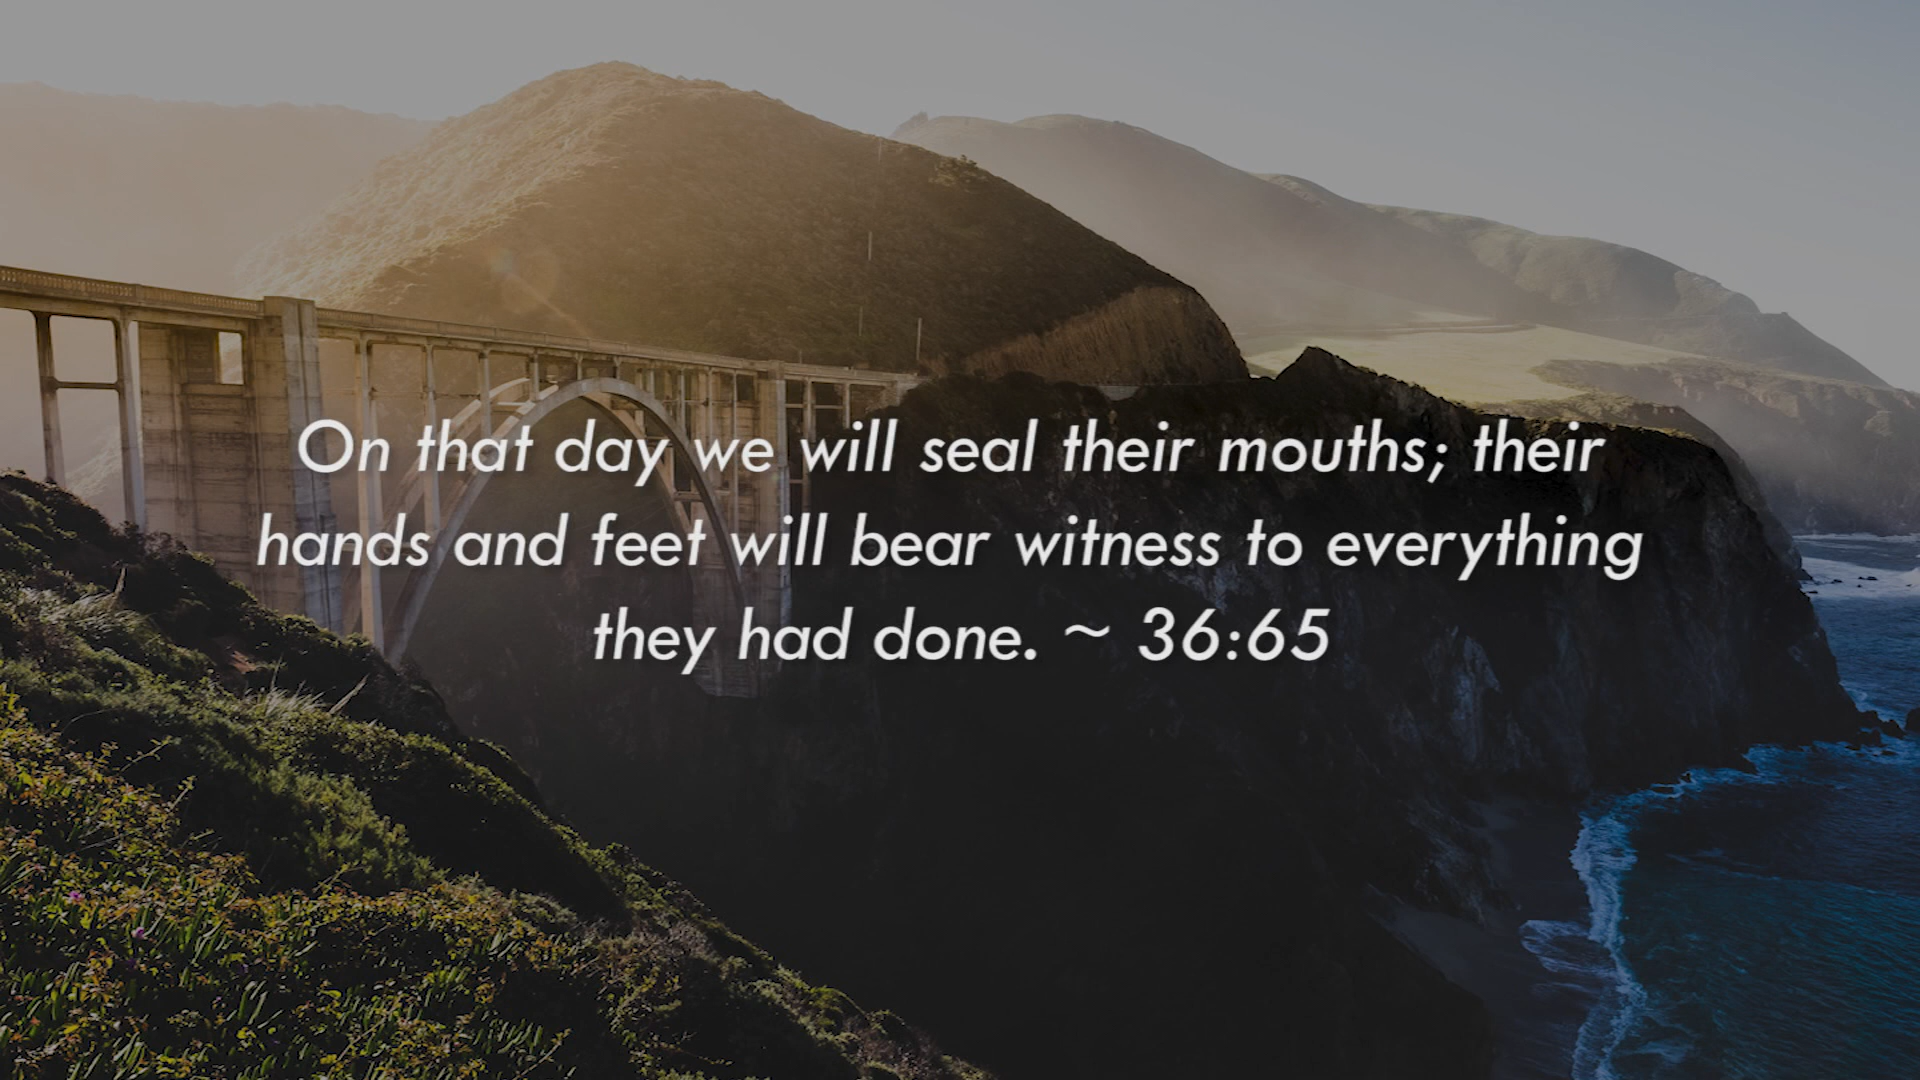 On that day we will seal their mouths; their
hands and feet will bear witness to everything
they had done. ~ 36:65